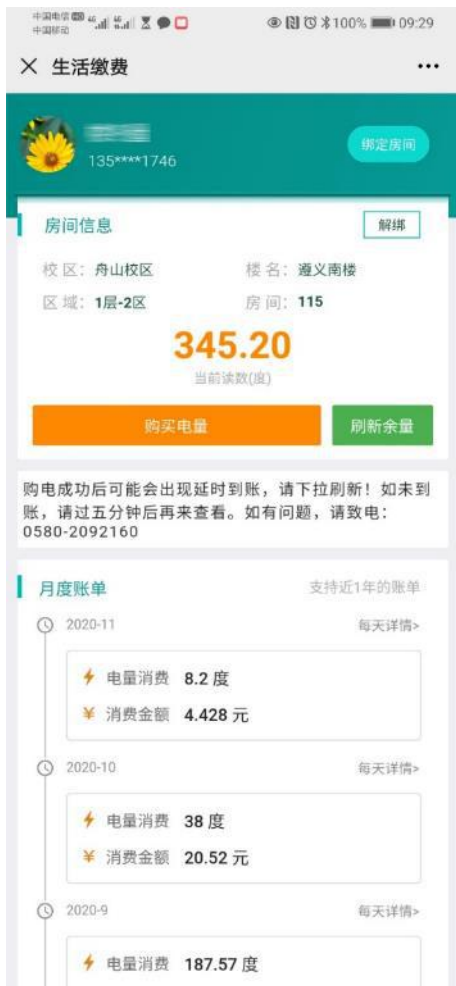 中国电信 HD 46 46 100% 09:29
中国移动
生活缴费
135****1746
绑定房间
房间信息 解绑
校 区：舟山校区 楼 名：遵义南楼
区 域：1层-2区 房 间：115
345.20
当前读数(度)
购买电量 刷新余量
购电成功后可能会出现延时到账，请下拉刷新！如未到
账，请过五分钟后再来查看。如有问题，请致电：
0580-2092160
月度账单 支持近1年的账单
2020-11 每天详情>
电量消费 8.2 度
¥ 消费金额 4.428 元
2020-10 每天详情>
电量消费 38 度
¥ 消费金额 20.52 元
2020-9 每天详情>
电量消费 187.57 度